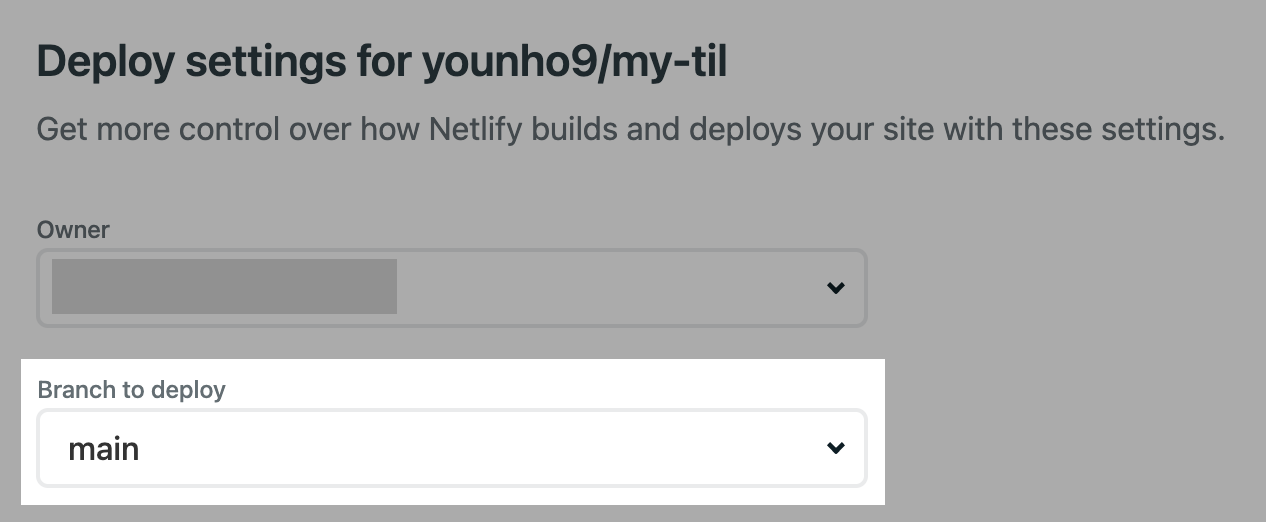 Deploy settings for younho9/my-til
Get more control over how Netlify builds and deploys your site with these settings.
Owner
Branch to deploy
main